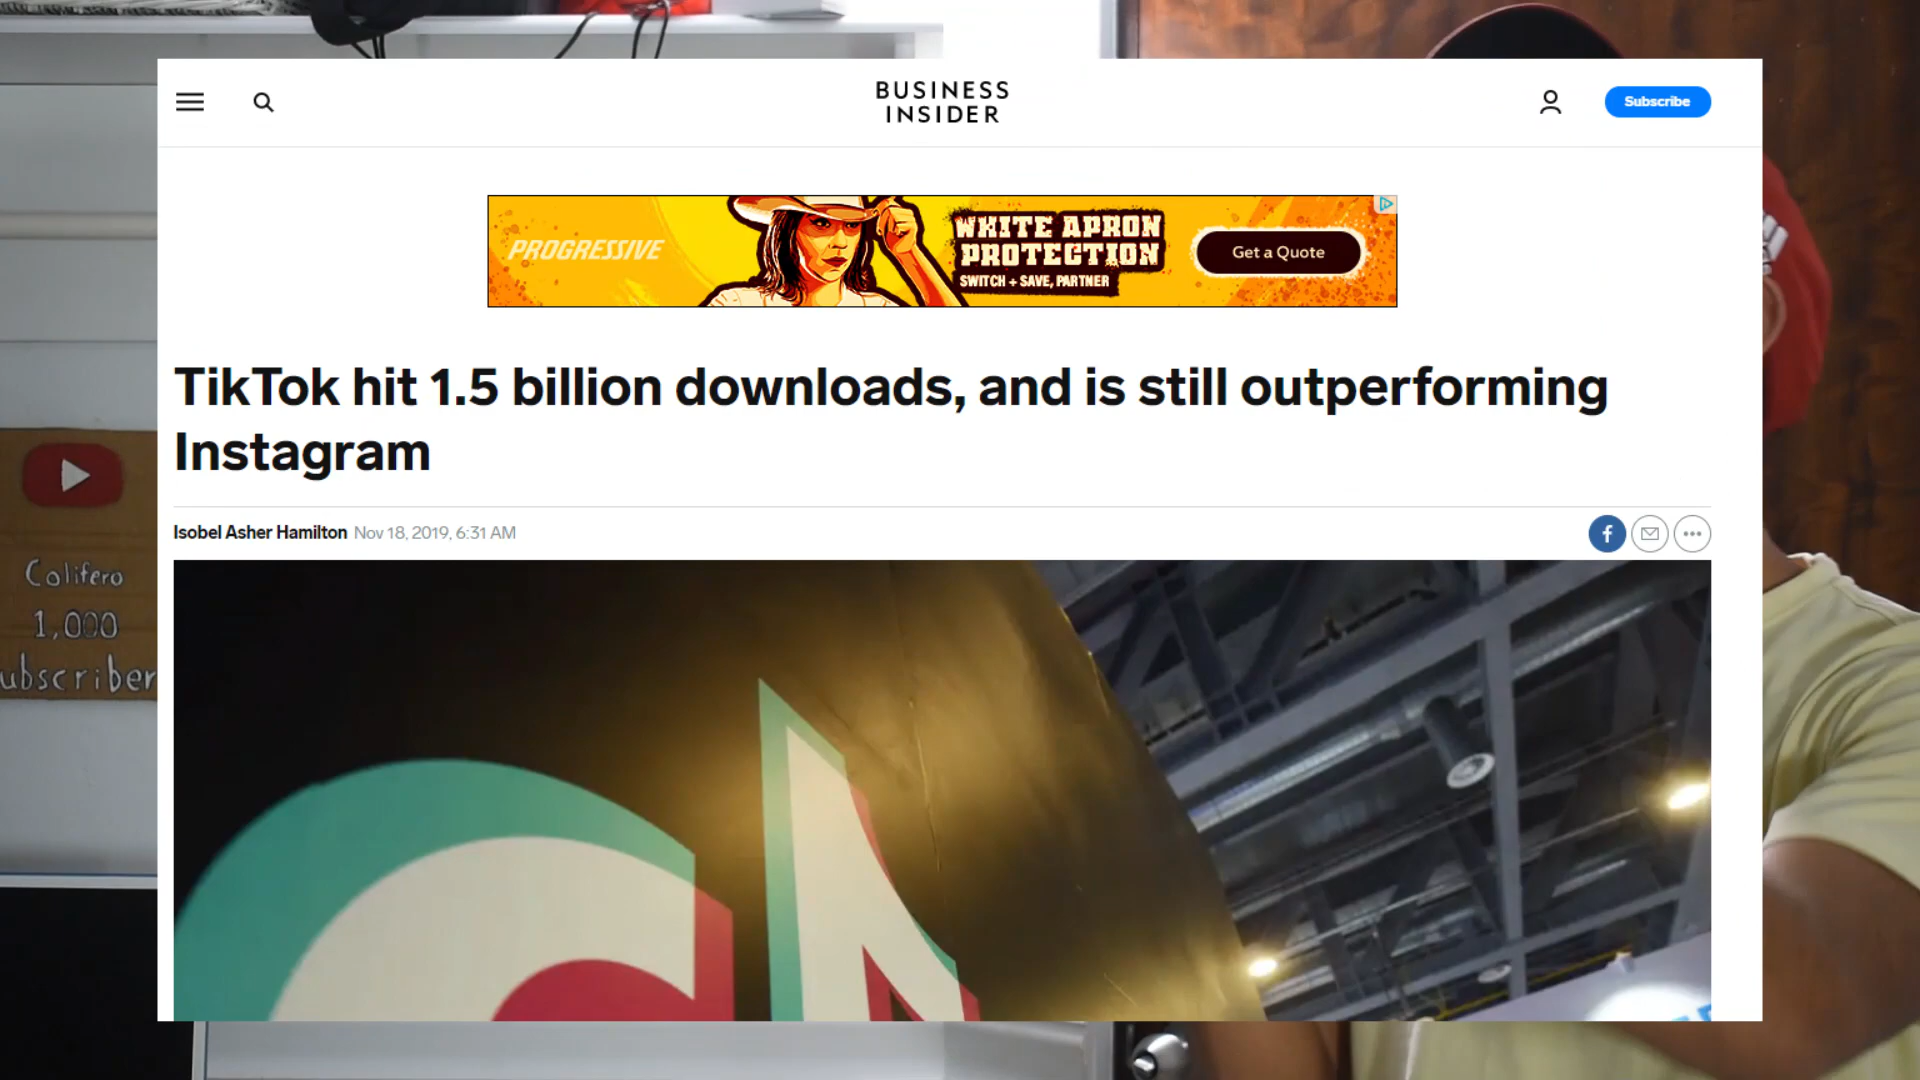 BUSINESS
INSIDER
Subscribe
PROGRESSIVE
WHITE APRON
PROTECTION
SWITCH + SAVE, PARTNER
Get a Quote
TikTok hit 1.5 billion downloads, and is still outperforming
Instagram
Isobel Asher Hamilton Nov 18, 2019, 6:31 AM
Colifero
1,000
ubscriber